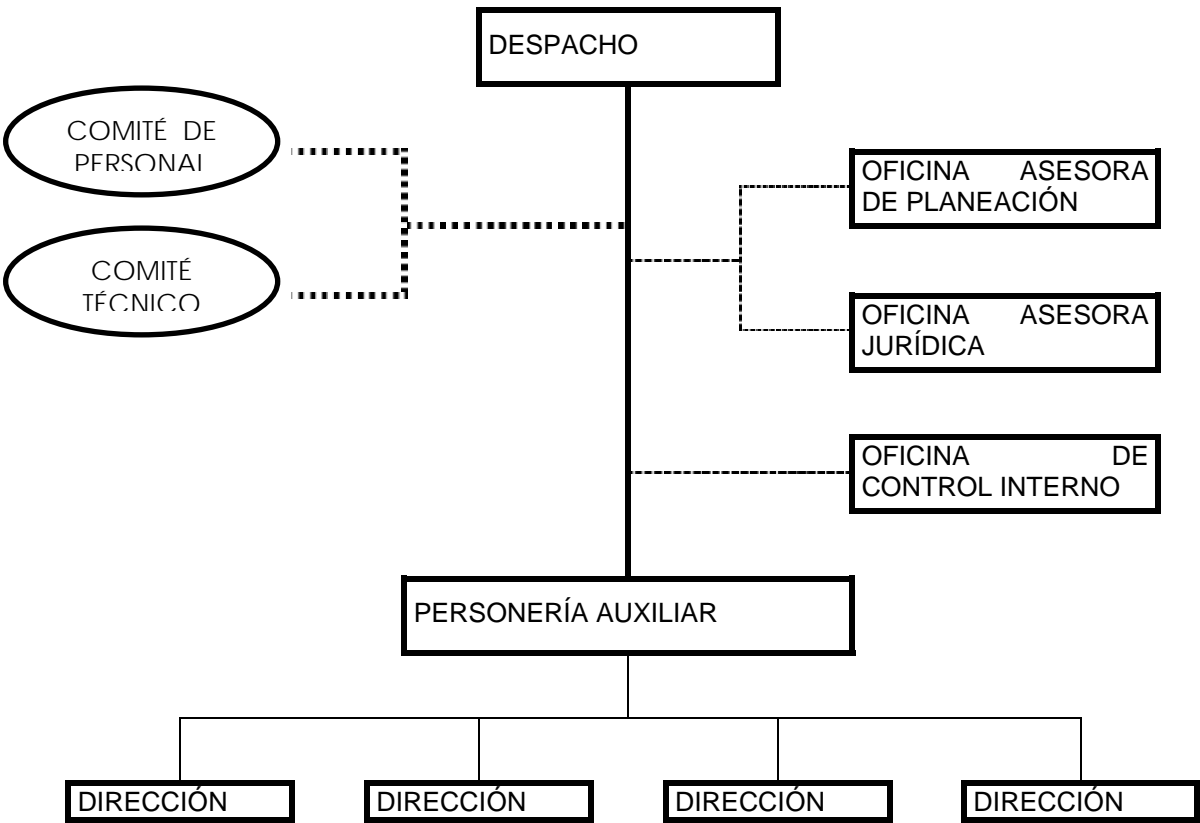 DESPACHO
COMITÉ DE
PERSONAL
COMITÉ
TÉCNICO
OFICINA ASESORA
DE PLANEACIÓN
OFICINA ASESORA
JURÍDICA
OFICINA DE
CONTROL INTERNO
PERSONERÍA AUXILIAR
DIRECCIÓN
DIRECCIÓN
DIRECCIÓN
DIRECCIÓN